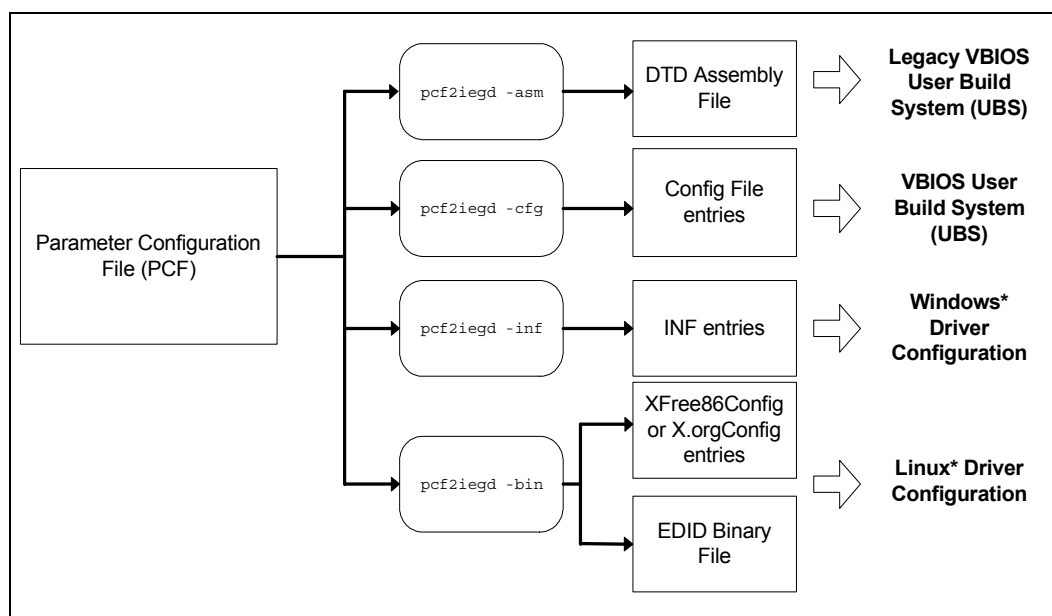 Parameter Configuration
File (PCF)
pcf2iegd -asm
DTD Assembly
File
Legacy VBIOS
User Build
System (UBS)
pcf2iegd -cfg
Config File
entries
VBIOS User
Build System
(UBS)
pcf2iegd -inf
INF entries
Windows*
Driver
Configuration
pcf2iegd -bin
XFree86Config
or X.orgConfig
entries
EDID Binary
File
Linux* Driver
Configuration